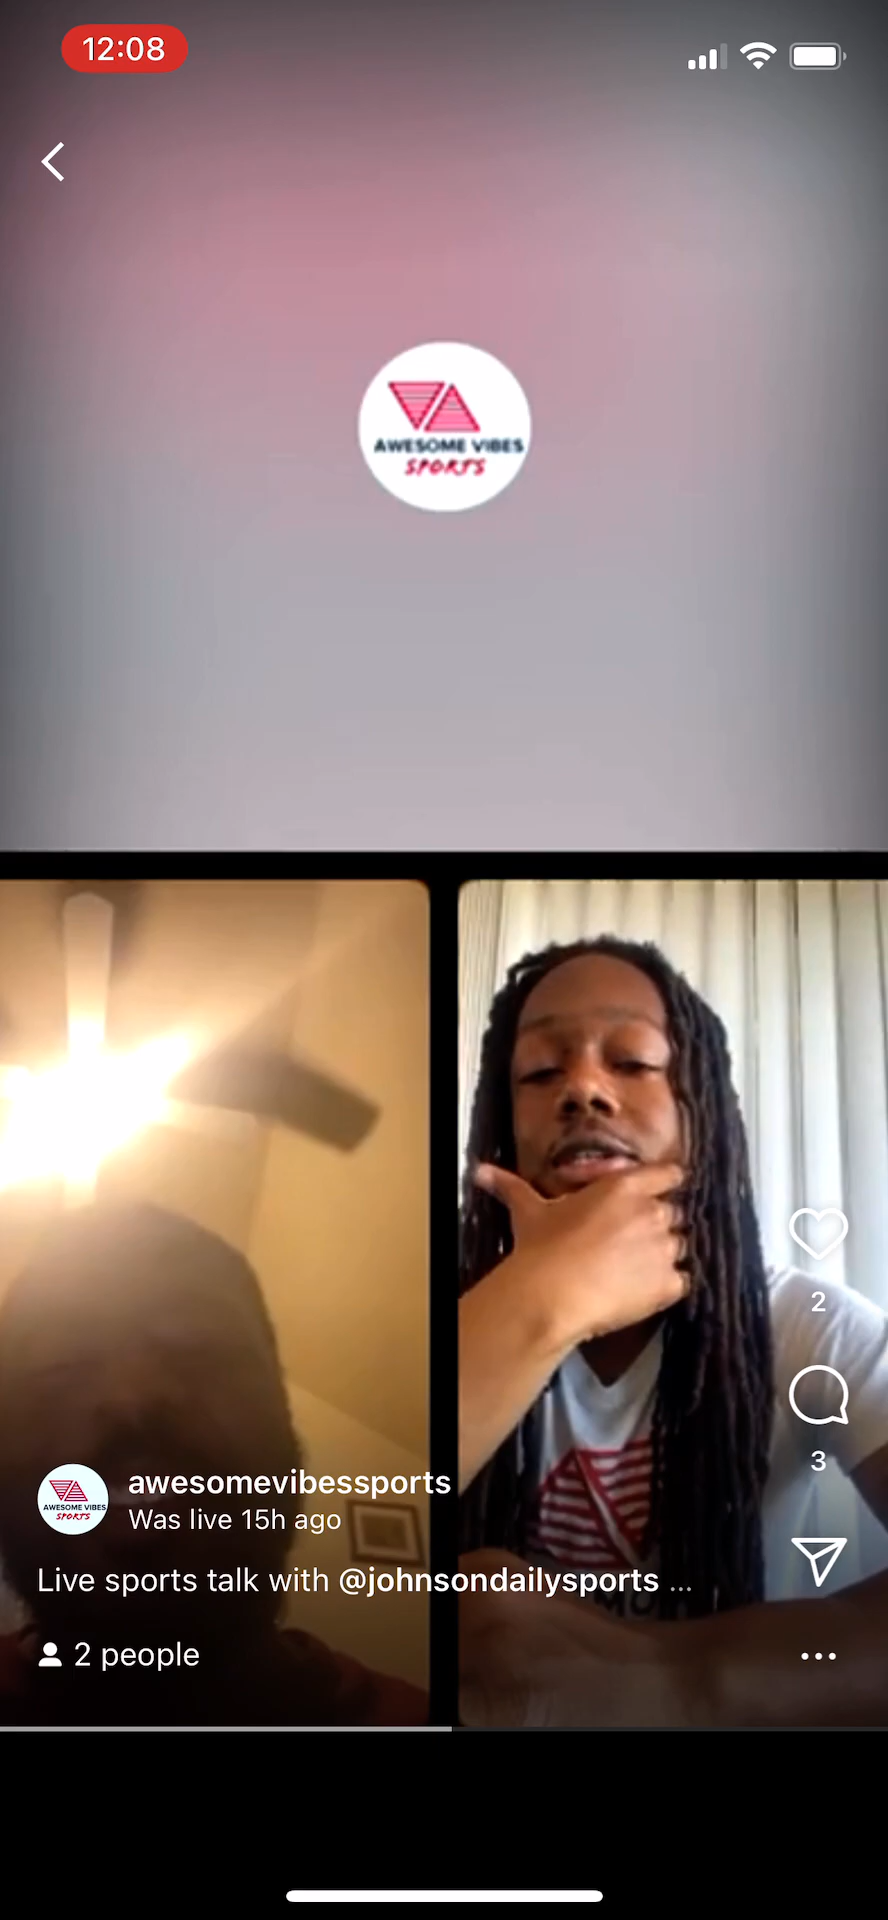 12:08
AWESOME VIBES
SPORTS
awesomevibessports
Was live 15h ago
Live sports talk with @johnsondailysports ...
2 people
2
3
AWESOME VIBES
SPORTS